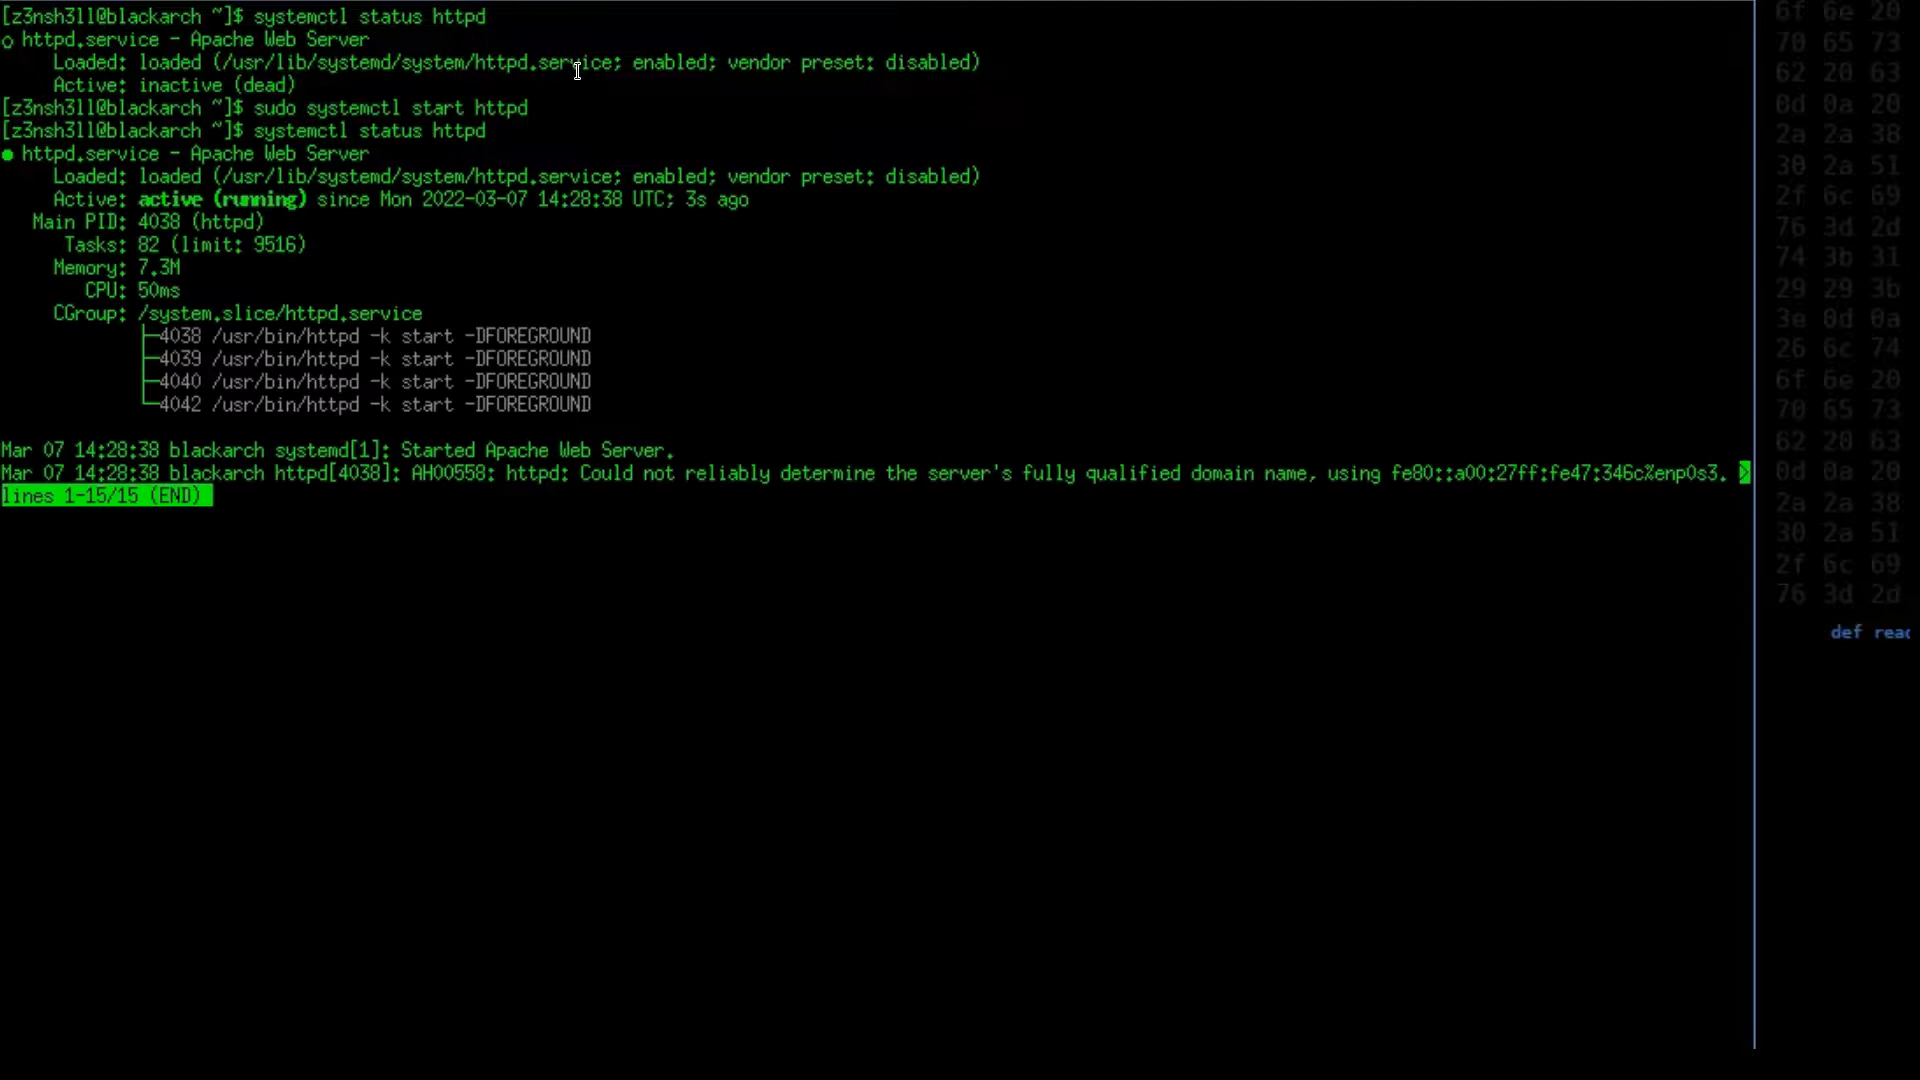 [z3nsh3ll@blackarch ~]$ systemctl status httpd
○ httpd.service - Apache Web Server
     Loaded: loaded (/usr/lib/systemd/system/httpd.service; enabled; vendor preset: disabled)
     Active: inactive (dead)
[z3nsh3ll@blackarch ~]$ sudo systemctl start httpd
[z3nsh3ll@blackarch ~]$ systemctl status httpd
● httpd.service - Apache Web Server
     Loaded: loaded (/usr/lib/systemd/system/httpd.service; enabled; vendor preset: disabled)
     Active: active (running) since Mon 2022-03-07 14:28:38 UTC; 3s ago
   Main PID: 4038 (httpd)
      Tasks: 82 (limit: 9516)
     Memory: 7.3M
        CPU: 50ms
     CGroup: /system.slice/httpd.service
             ├─4038 /usr/bin/httpd -k start -DFOREGROUND
             ├─4039 /usr/bin/httpd -k start -DFOREGROUND
             ├─4040 /usr/bin/httpd -k start -DFOREGROUND
             └─4042 /usr/bin/httpd -k start -DFOREGROUND
Mar 07 14:28:38 blackarch systemd[1]: Started Apache Web Server.
Mar 07 14:28:38 blackarch httpd[4038]: AH00558: httpd: Could not reliably determine the server's fully qualified domain name, using fe80::a00:27ff:fe47:346c%enp0s3. >
lines 1-15/15 (END)
6f 6e 20
70 65 73
62 20 63
0d 0a 20
2a 2a 38
30 2a 51
2f 6c 69
76 3d 2d
74 3b 31
29 29 3b
3e 0d 0a
26 6c 74
6f 6e 20
70 65 73
62 20 63
0d 0a 20
2a 2a 38
30 2a 51
2f 6c 69
76 3d 2d
def read